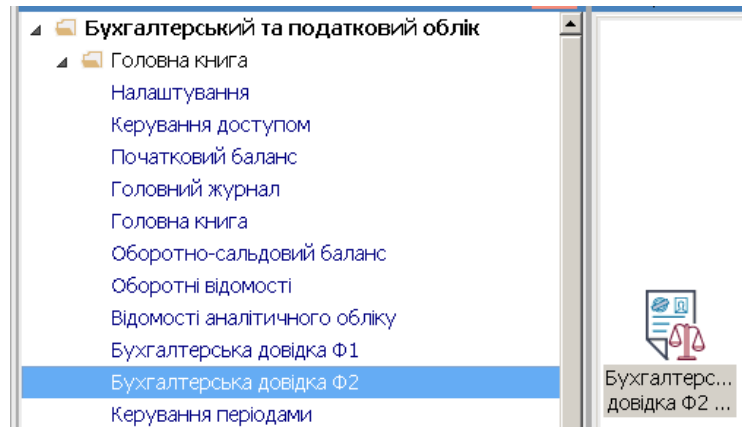 Бухгалтерський та податковий облік
Головна книга
Налаштування
Керування доступом
Початковий баланс
Головний журнал
Головна книга
Оборотно-сальдовий баланс
Оборотні відомості
Відомості аналітичного обліку
Бухгалтерська довідка Ф1
Бухгалтерська довідка Ф2
Керування періодами
Бухгалтерс...
довідка Ф2 ...